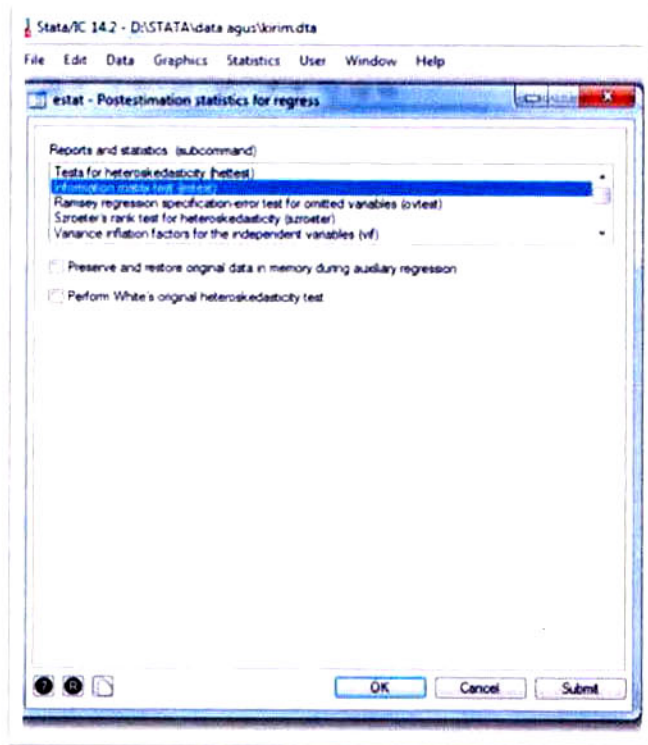 Stata/IC 14.2 - D:\STATA\data agus\kirim.dta
File Edit Data Graphics Statistics User Window Help
estat - Postestimation statistics for regress
Reports and statistics: (subcommand)
Tests for heteroskedasticity (hettest)
Information matrix test (imtest)
Ramsey regression specification-error test for omitted variables (ovtest)
Szroeter's rank test for heteroskedasticity (szroeter)
Variance inflation factors for the independent variables (vif)
Preserve and restore original data in memory during auxiliary regression
Perform White's original heteroskedasticity test
? R
OK Cancel Submit